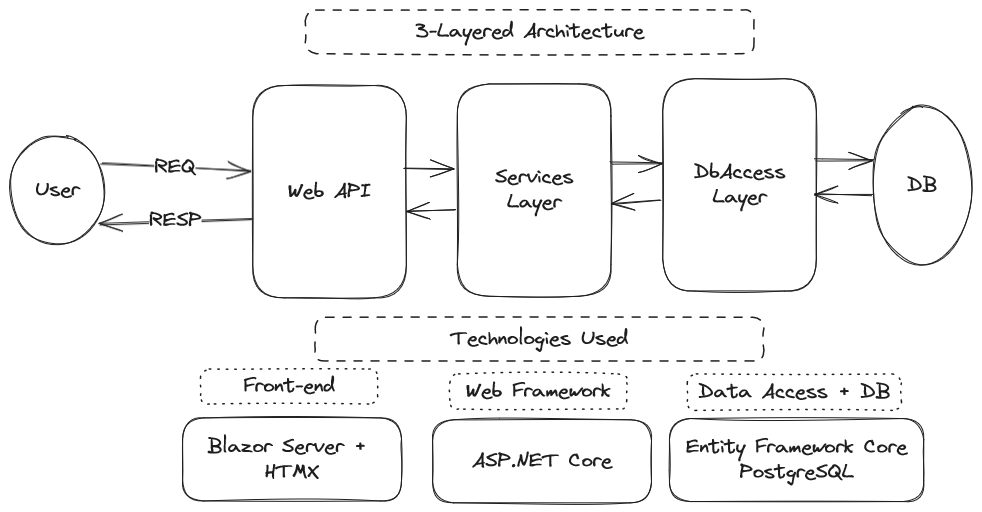 3-Layered Architecture
User
REQ
RESP
Web API
Services
Layer
DbAccess
Layer
DB
Technologies Used
Front-end
Web Framework
Data Access + DB
Blazor Server +
HTMX
ASP.NET Core
Entity Framework Core
PostgreSQL